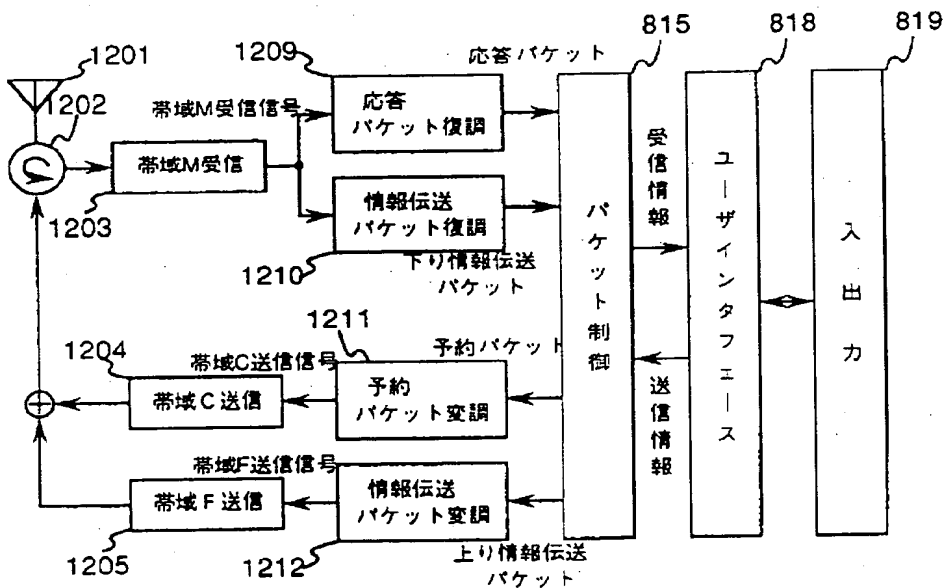 1201
1202
1203
帯域M受信
帯域M受信信号
1209
応答
パケット復調
応答パケット
情報伝送
パケット復調
1210
下り情報伝送
パケット
1204
帯域C送信信号
帯域C送信
1211
予約
パケット変調
予約パケット
帯域F送信信号
帯域F送信
1205
情報伝送
パケット変調
1212
上り情報伝送
パケット
815
パケット制御
受信情報
送信情報
818
ユーザインタフェース
819
入出力